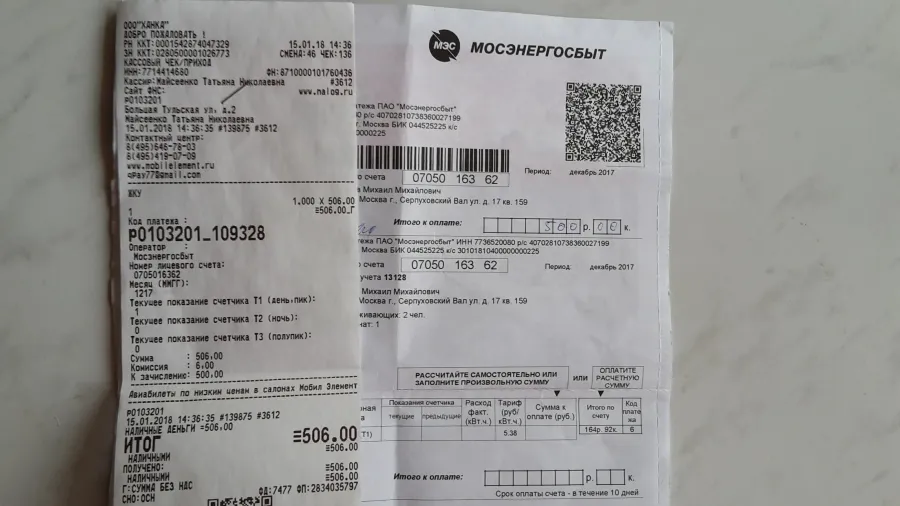 ООО"ХАНКА"
ДОБРО ПОЖАЛОВАТЬ !
РН ККТ:0001542874047329 15.01.18 14:36
ЗН ККТ:0280500001026773 СМЕНА:46 ЧЕК:136
КАССОВЫЙ ЧЕК/ПРИХОД
ИНН:7714414680 ФН:8710000101760436
Кассир:Майсеенко Татьяна Николаевна #3612
Сайт ФНС: www.nalog.ru
P0103201
Большая Тульская ул. д.2
Майсеенко Татьяна Николаевна
15.01.2018 14:36:35 #139875 #3612
Контактный центр:
8(495)646-78-03
8(495)419-07-09
www.mobilelement.ru
qpay77@gmail.com
ЖКУ
1.000 X 506.00
1 =506.00_Г
Код платежа :
P0103201_109328
Оператор :
Мосэнергосбыт
Номер лицевого счета:
0705016362
Месяц (ММГГ):
1217
Текущее показание счетчика Т1 (день,пик):
1
Текущее показание счетчика Т2 (ночь):
0
Текущее показание счетчика Т3 (полупик):
0
Сумма : 506,00
Комиссия : 6,00
К зачислению: 500,00
Авиабилеты по низким ценам в салонах Мобил Элемент
P0103201
15.01.2018 14:36:35 #139875 #3612
НАЛИЧНЫЕ ДЕНЬГИ =506,00
ИТОГ ≡506.00
НАЛИЧНЫМИ ≡506.00
ПОЛУЧЕНО:
НАЛИЧНЫМИ ≡506.00
Г:СУММА БЕЗ НДС ≡506.00
СНО:ОСН ФД:7477 ФП:2834035797
МЭС МОСЭНЕРГОСБЫТ
тежа ПАО "Мосэнергосбыт"
80 р/с 40702810738360027199
г. Москва БИК 044525225 к/с
0000225
о счета 07050 163 62 Период: декабрь 2017
Михаил Михайлович
Москва г., Серпуховский Вал ул. д. 17 кв. 159
Итого к оплате: 500 р. 00 к.
тежа ПАО "Мосэнергосбыт" ИНН 7736520080 р/с 40702810738360027199
Москва БИК 044525225 к/с 30101810400000000225
счета 07050 163 62 Период: декабрь 2017
учета 13128
Михаил Михайлович
Москва г., Серпуховский Вал ул. д. 17 кв. 159
живающих: 2 чел.
нат: 1
РАССЧИТАЙТЕ САМОСТОЯТЕЛЬНО ИЛИ ЗАПОЛНИТЕ ПРОИЗВОЛЬНУЮ СУММУ или ОПЛАТИТЕ РАСЧЕТНУЮ СУММУ
Показания счетчика текущие предыдущие Расход факт. (кВт.ч.) Тариф (руб/кВт.ч.) Сумма к оплате (руб.) Итого по счету Код платежа
(Т1) 5.38 164р. 92к. 6
Итого к оплате: р. к.
Срок оплаты счета - в течение 10 дней